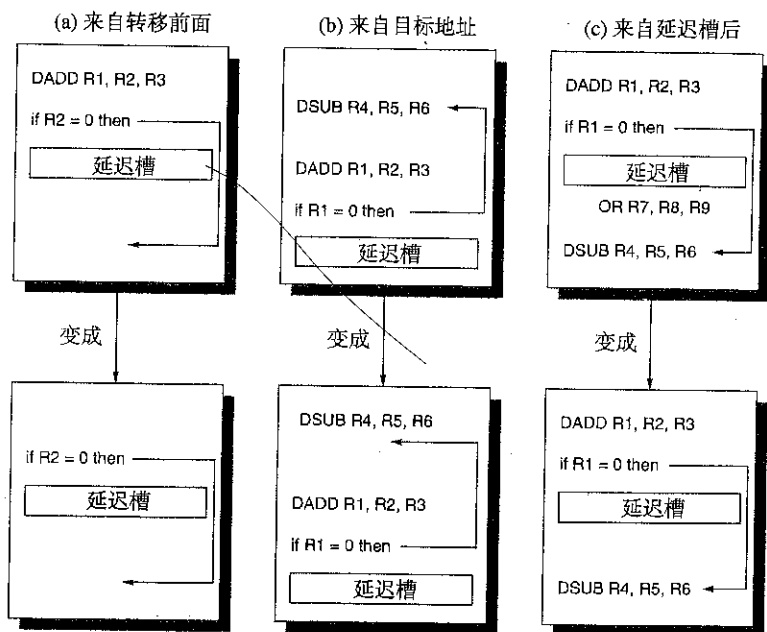 (a) 来自转移前面
DADD R1, R2, R3
if R2 = 0 then
延迟槽
变成
if R2 = 0 then
延迟槽
(b) 来自目标地址
DSUB R4, R5, R6
DADD R1, R2, R3
if R1 = 0 then
延迟槽
变成
DSUB R4, R5, R6
DADD R1, R2, R3
if R1 = 0 then
延迟槽
(c) 来自延迟槽后
DADD R1, R2, R3
if R1 = 0 then
延迟槽
OR R7, R8, R9
DSUB R4, R5, R6
变成
DADD R1, R2, R3
if R1 = 0 then
延迟槽
DSUB R4, R5, R6